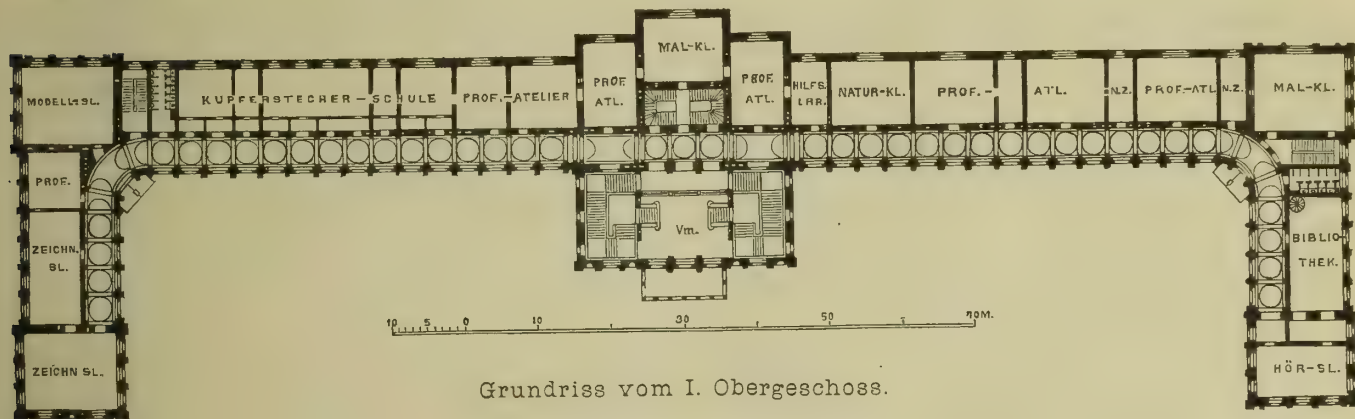 MAL-KL.
PROF. ATL.
PROF. ATL.
MODELL-SL.
KUPFERSTECHER-SCHULE
PROF.-ATELIER
HILFS. LRR.
NATUR-KL.
PROF.- ATL.
N.Z.
PROF.-ATL
N.Z.
MAL-KL.
PROF.
ZEICHN. SL.
Vm.
BIBLIO-
THEK.
10 5 0 10 30 50 70M.
ZEICHN SL.
HÖR-SL.
Grundriss vom I. Obergeschoss.